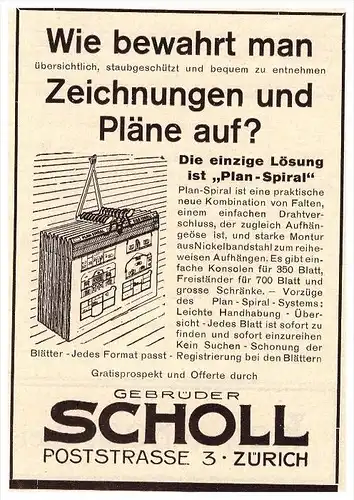 Wie bewahrt man
übersichtlich, staubgeschützt und bequem zu entnehmen
Zeichnungen und
Pläne auf?
Die einzige Lösung
ist „Plan-Spiral“
Plan-Spiral ist eine praktische
neue Kombination von Falten,
einem einfachen Drahtver-
schluss, der zugleich Aufhän-
geöse ist, und starke Montur
ausNickelbandstahl zum reihe-
weisen Aufhängen. Es gibt ein-
fache Konsolen für 350 Blatt,
Freiständer für 700 Blatt und
grosse Schränke. – Vorzüge
des Plan-Spiral-Systems:
Leichte Handhabung - Über-
sicht - Jedes Blatt ist sofort zu
finden und sofort einzureihen
Kein Suchen - Schonung der
Blätter - Jedes Format passt - Registrierung bei den Blättern
Gratisprospekt und Offerte durch
GEBRÜDER
SCHOLL
POSTSTRASSE 3 · ZÜRICH